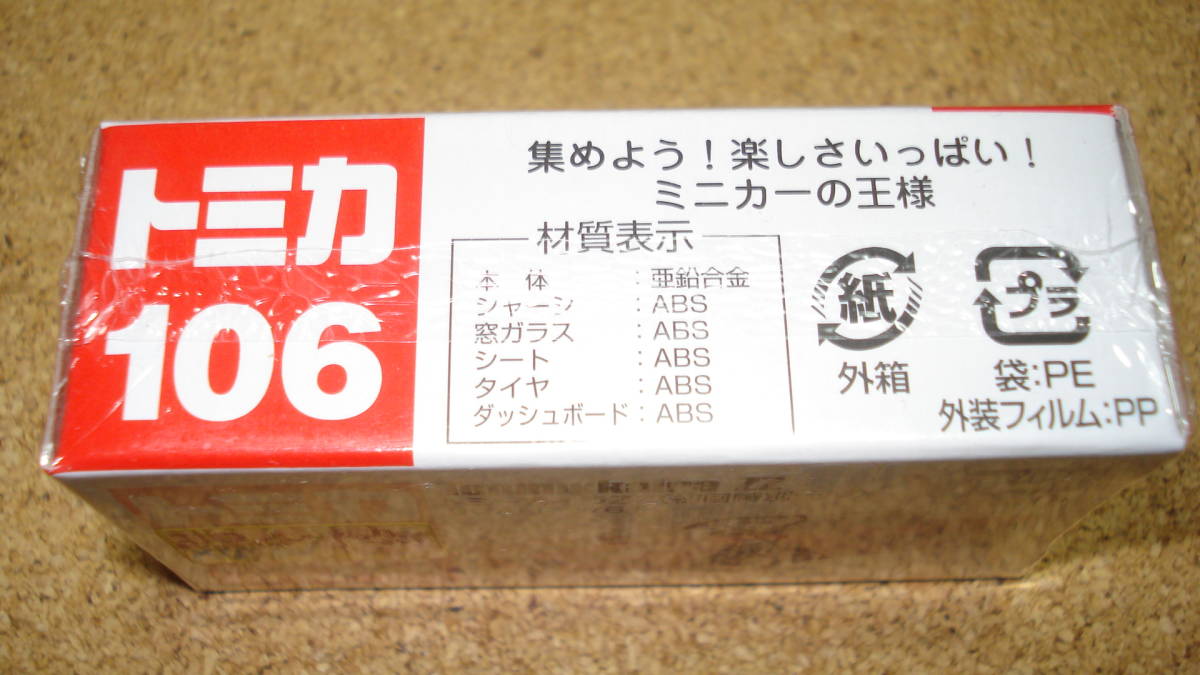 トミカ
106
集めよう！楽しさいっぱい！
ミニカーの王様
材質表示
本 体 : 亜鉛合金
シャーシ : ABS
窓ガラス : ABS
シート : ABS
タイヤ : ABS
ダッシュボード : ABS
紙
外箱
プラ
袋:PE
外装フィルム:PP